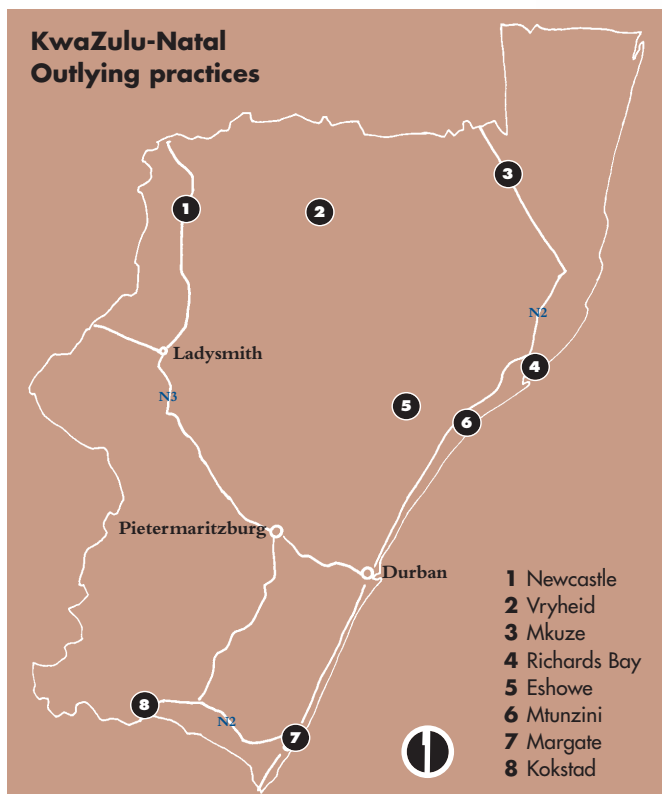 KwaZulu-Natal
Outlying practices
3
1
2
N2
Ladysmith
4
N3
5
6
Pietermaritzburg
Durban
1 Newcastle
2 Vryheid
3 Mkuze
4 Richards Bay
5 Eshowe
6 Mtunzini
7 Margate
8 Kokstad
8
N2
7